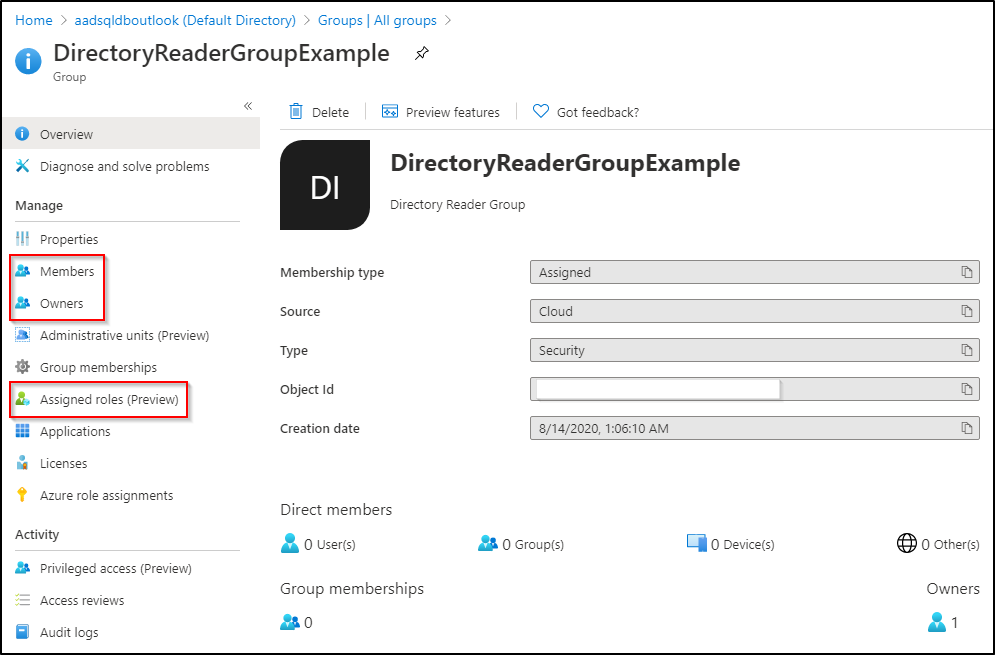 Home > aadsqldboutlook (Default Directory) > Groups | All groups >
DirectoryReaderGroupExample
Group
«
Delete
Preview features
Got feedback?
Overview
Diagnose and solve problems
Manage
Properties
Members
Owners
Administrative units (Preview)
Group memberships
Assigned roles (Preview)
Applications
Licenses
Azure role assignments
Activity
Privileged access (Preview)
Access reviews
Audit logs
DI
DirectoryReaderGroupExample
Directory Reader Group
Membership type
Assigned
Source
Cloud
Type
Security
Object Id
Creation date
8/14/2020, 1:06:10 AM
Direct members
0 User(s)
0 Group(s)
0 Device(s)
0 Other(s)
Group memberships
0
Owners
1